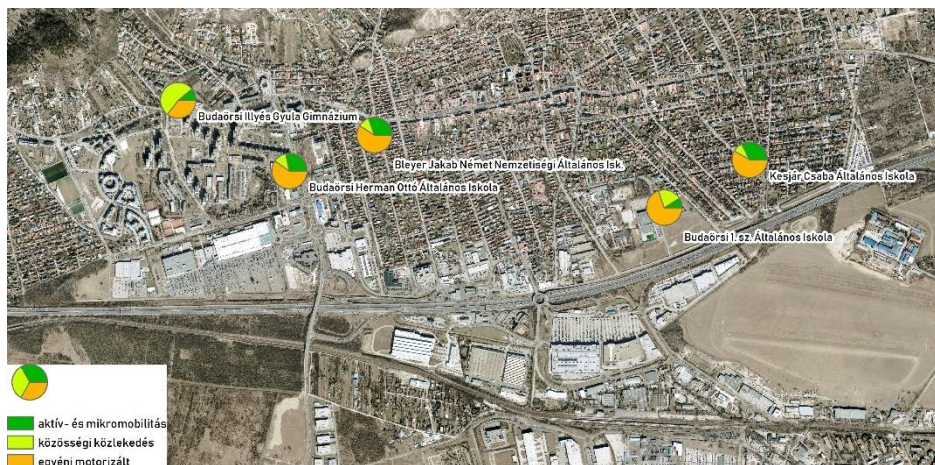 Budaörsi Illyés Gyula Gimnázium
Bleyer Jakab Német Nemzetiségi Általános Isk.
Kesjár Csaba Általános Iskola
Budaörsi Herman Ottó Általános Iskola
Budaörsi 1. sz. Általános Iskola
aktív- és mikromobilitás
közösségi közlekedés
egyéni motorizált